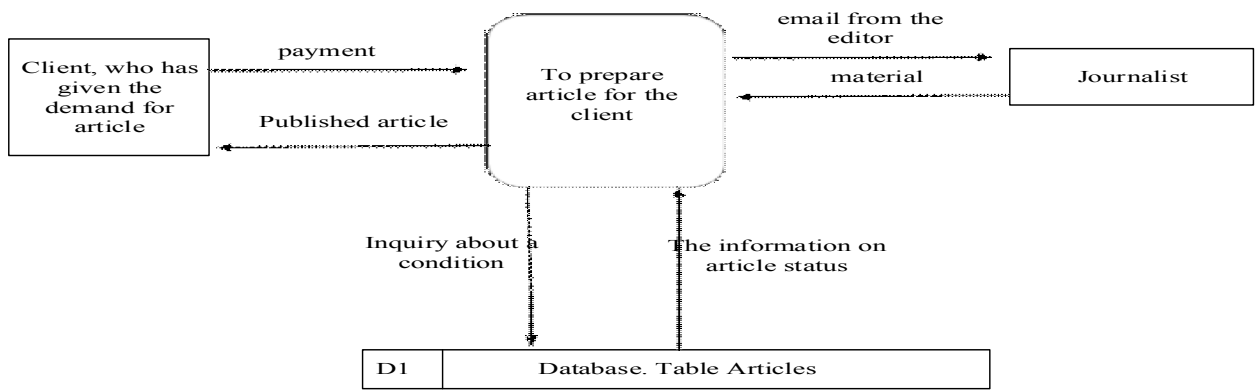 Client, who has
given the
demand for
article
payment
Published article
To prepare
article for the
client
email from the
editor
material
Journalist
Inquiry about a
condition
The information on
article status
D1
Database. Table Articles